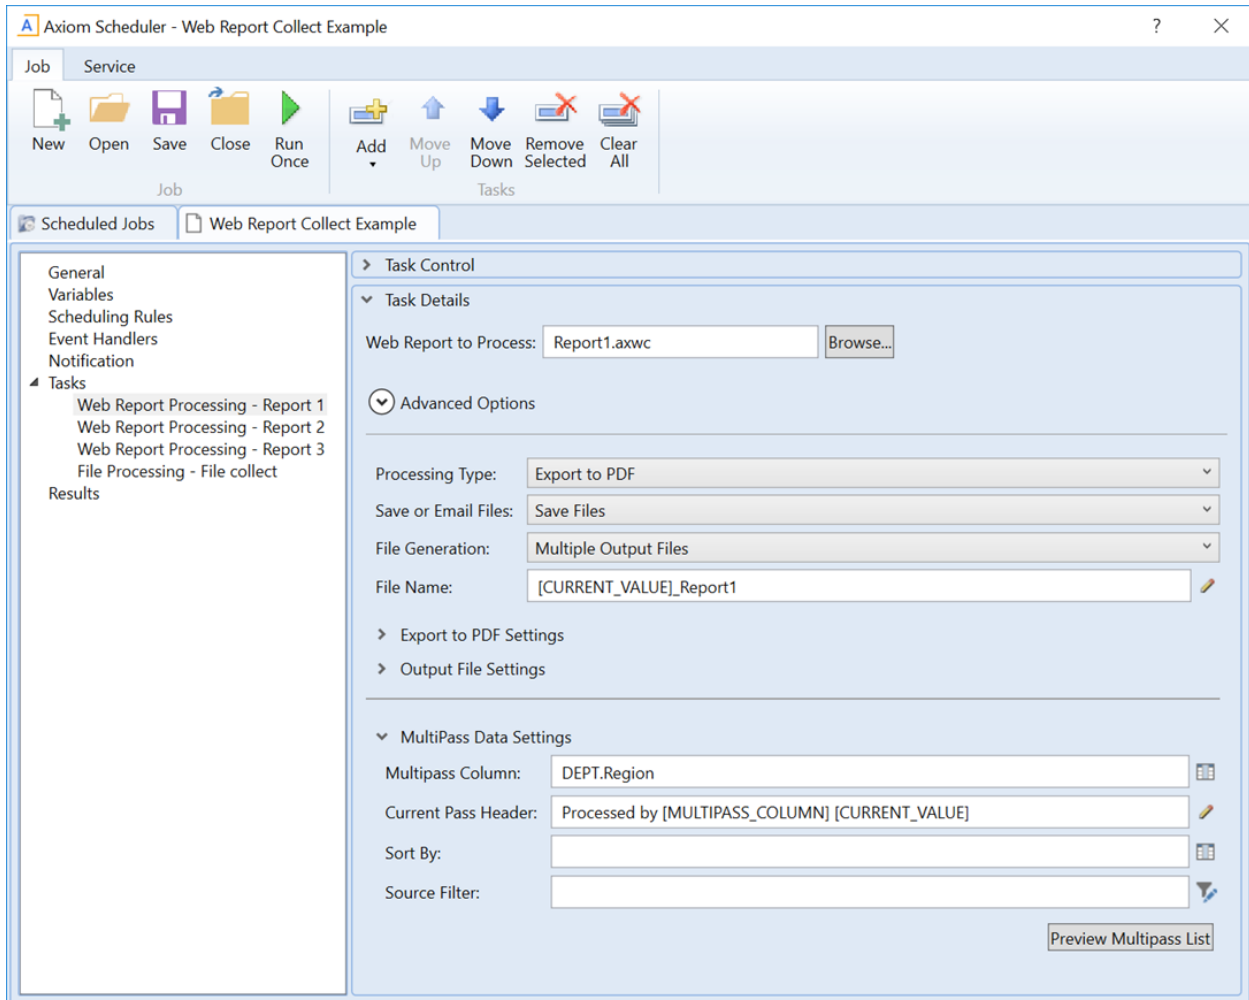 A Axiom Scheduler - Web Report Collect Example ?
Job Service
New Open Save Close Run Once Add Move Up Move Down Remove Selected Clear All
Job Tasks
Scheduled Jobs Web Report Collect Example
General
Variables
Scheduling Rules
Event Handlers
Notification
Tasks
Web Report Processing - Report 1
Web Report Processing - Report 2
Web Report Processing - Report 3
File Processing - File collect
Results
Task Control
Task Details
Web Report to Process: Report1.axwc Browse...
Advanced Options
Processing Type: Export to PDF
Save or Email Files: Save Files
File Generation: Multiple Output Files
File Name: [CURRENT_VALUE]_Report1
Export to PDF Settings
Output File Settings
MultiPass Data Settings
Multipass Column: DEPT.Region
Current Pass Header: Processed by [MULTIPASS_COLUMN] [CURRENT_VALUE]
Sort By:
Source Filter:
Preview Multipass List